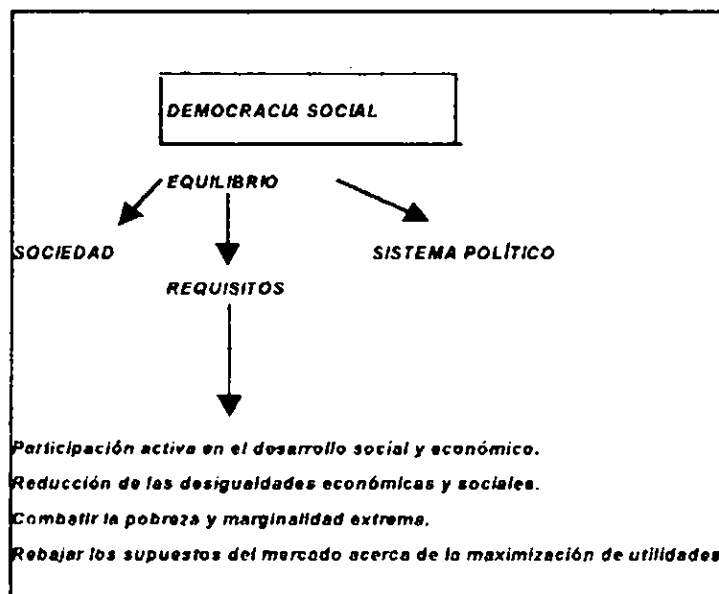 DEMOCRACIA SOCIAL
EQUILIBRIO
SOCIEDAD
SISTEMA POLÍTICO
REQUISITOS
Participación activa en el desarrollo social y económico.
Reducción de las desigualdades económicas y sociales.
Combatir la pobreza y marginalidad extrema.
Rebajar los supuestos del mercado acerca de la maximización de utilidades